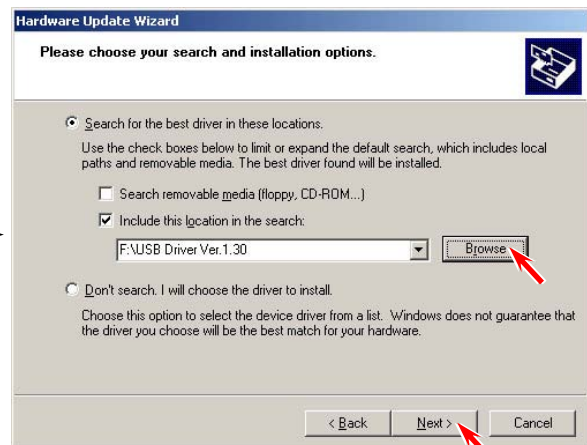 Hardware Update Wizard
Please choose your search and installation options.
Search for the best driver in these locations.
Use the check boxes below to limit or expand the default search, which includes local
paths and removable media. The best driver found will be installed.
Search removable media (floppy, CD-ROM...)
Include this location in the search:
F:\USB Driver Ver.1.30
Browse
Don't search. I will choose the driver to install.
Choose this option to select the device driver from a list. Windows does not guarantee that
the driver you choose will be the best match for your hardware.
< Back
Next >
Cancel